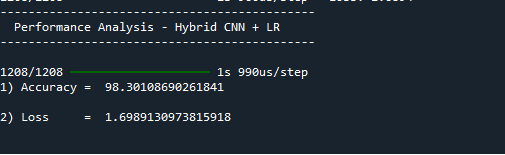 --------------------------------------------
Performance Analysis - Hybrid CNN + LR
--------------------------------------------
1208/1208 ━━━━━━━━━━━━━━━━━━━━ 1s 990us/step
1) Accuracy = 98.30108690261841
2) Loss = 1.6989130973815918